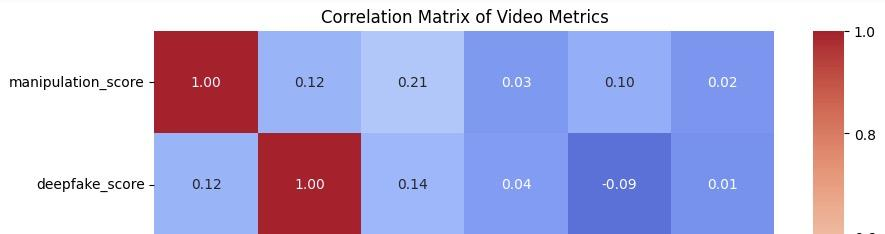 Correlation Matrix of Video Metrics
1.0
manipulation_score 1.00 0.12 0.21 0.03 0.10 0.02
0.8
deepfake_score 0.12 1.00 0.14 0.04 -0.09 0.01